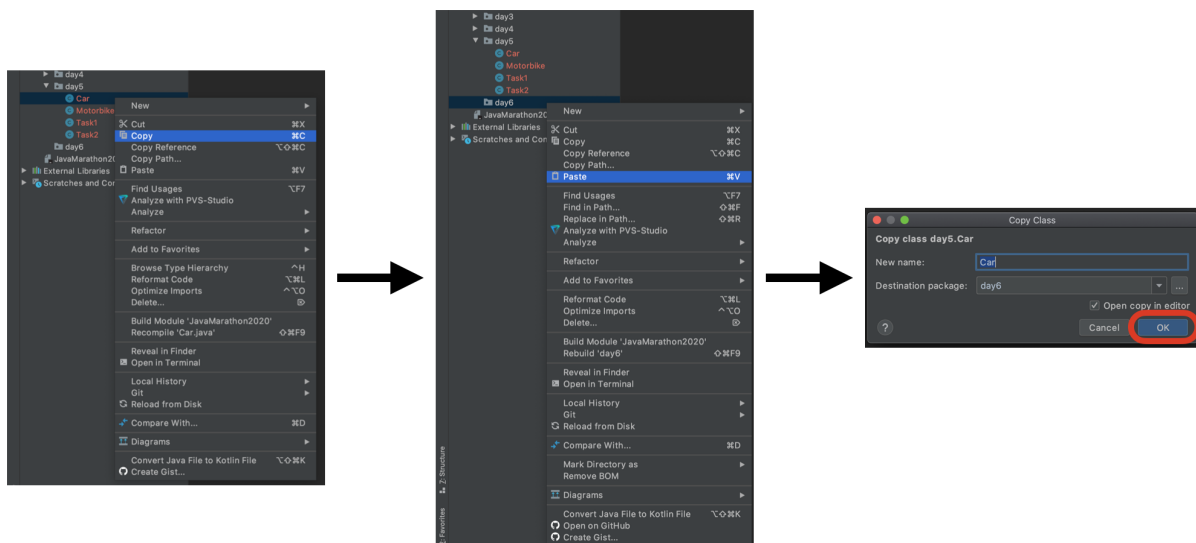 day4
day5
Car
Motorbike
Task1
Task2
day6
JavaMarathon20
External Libraries
Scratches and Con
New
Cut ⌘X
Copy ⌘C
Copy Reference ⌥⇧⌘C
Copy Path...
Paste ⌘V
Find Usages ⌥F7
Analyze with PVS-Studio
Analyze
Refactor
Add to Favorites
Browse Type Hierarchy ^H
Reformat Code ⌥⌘L
Optimize Imports ^⌥O
Delete... ⌦
Build Module 'JavaMarathon2020'
Recompile 'Car.java' ⇧⌘F9
Reveal in Finder
Open in Terminal
Local History
Git
Reload from Disk
Compare With... ⌘D
Diagrams
Convert Java File to Kotlin File ⌥⇧⌘K
Create Gist...
day3
day4
day5
Car
Motorbike
Task1
Task2
day6
JavaMarathon20
External Libraries
Scratches and Con
New
Cut ⌘X
Copy ⌘C
Copy Reference ⌥⇧⌘C
Copy Path...
Paste ⌘V
Find Usages ⌥F7
Find in Path... ⇧⌘F
Replace in Path... ⇧⌘R
Analyze with PVS-Studio
Analyze
Refactor
Add to Favorites
Reformat Code ⌥⌘L
Optimize Imports ^⌥O
Delete... ⌦
Build Module 'JavaMarathon2020'
Rebuild 'day6' ⇧⌘F9
Reveal in Finder
Open in Terminal
Local History
Git
Reload from Disk
Compare With... ⌘D
Mark Directory as
Remove BOM
Diagrams
Convert Java File to Kotlin File ⌥⇧⌘K
Open on GitHub
Create Gist...
Z: Structure
Favorites
Copy Class
Copy class day5.Car
New name: Car
Destination package: day6 ...
Open copy in editor
? Cancel OK